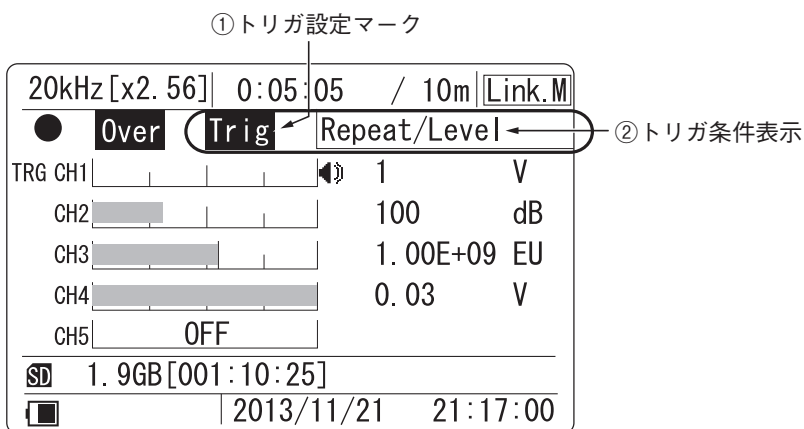 ①トリガ設定マーク
20kHz[x2.56] 0:05:05 / 10m Link.M
● Over Trig Repeat/Level ②トリガ条件表示
TRG CH1 1 V
CH2 100 dB
CH3 1.00E+09 EU
CH4 0.03 V
CH5 OFF
SD 1.9GB[001:10:25]
2013/11/21 21:17:00